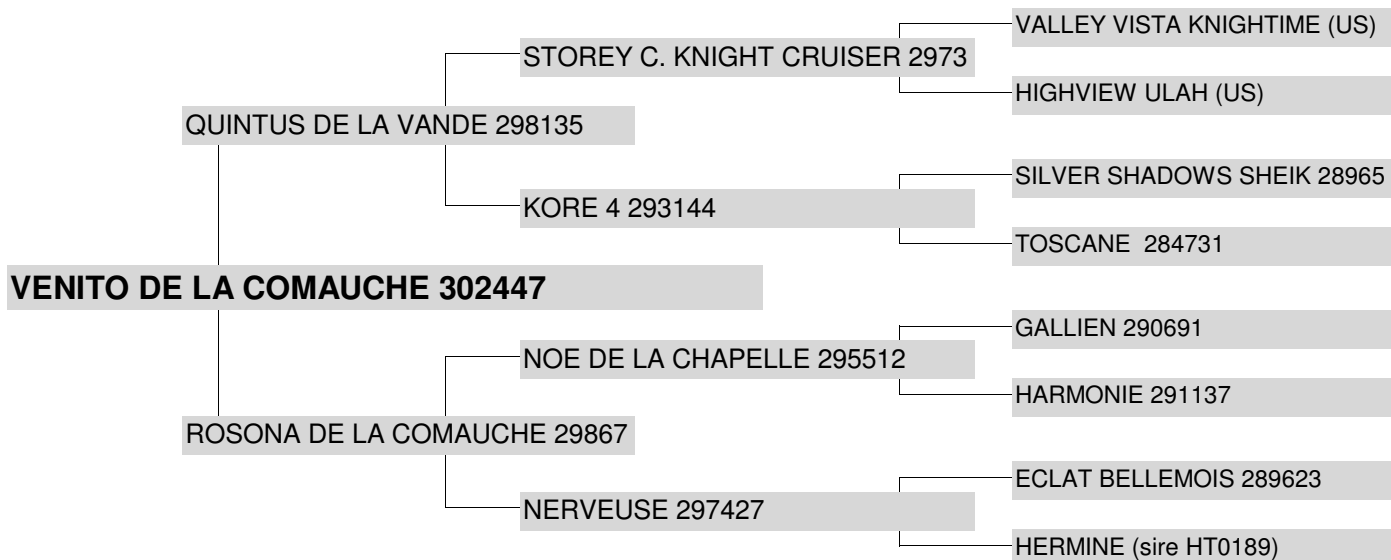 VALLEY VISTA KNIGHTIME (US)
STOREY C. KNIGHT CRUISER 2973
HIGHVIEW ULAH (US)
QUINTUS DE LA VANDE 298135
SILVER SHADOWS SHEIK 28965
KORE 4 293144
TOSCANE 284731
VENITO DE LA COMAUCHE 302447
GALLIEN 290691
NOE DE LA CHAPELLE 295512
HARMONIE 291137
ROSONA DE LA COMAUCHE 29867
ECLAT BELLEMOIS 289623
NERVEUSE 297427
HERMINE (sire HT0189)